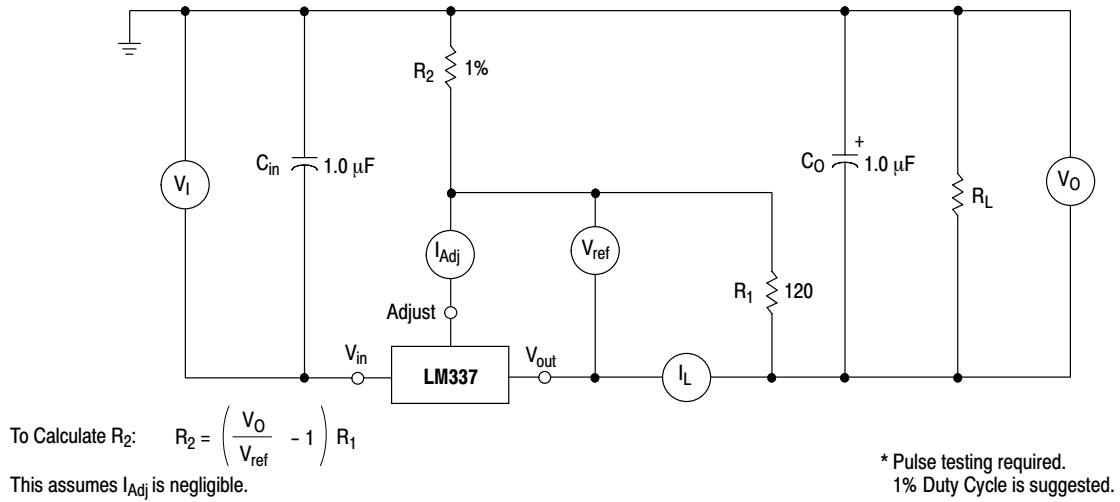 R2 1%
Cin 1.0 μF
CO + 1.0 μF
VI
RL
VO
IAdj
Vref
R1 120
Adjust
Vin
LM337
Vout
IL
To Calculate R2: R2 = ( VO / Vref - 1 ) R1
This assumes IAdj is negligible.
* Pulse testing required.
1% Duty Cycle is suggested.